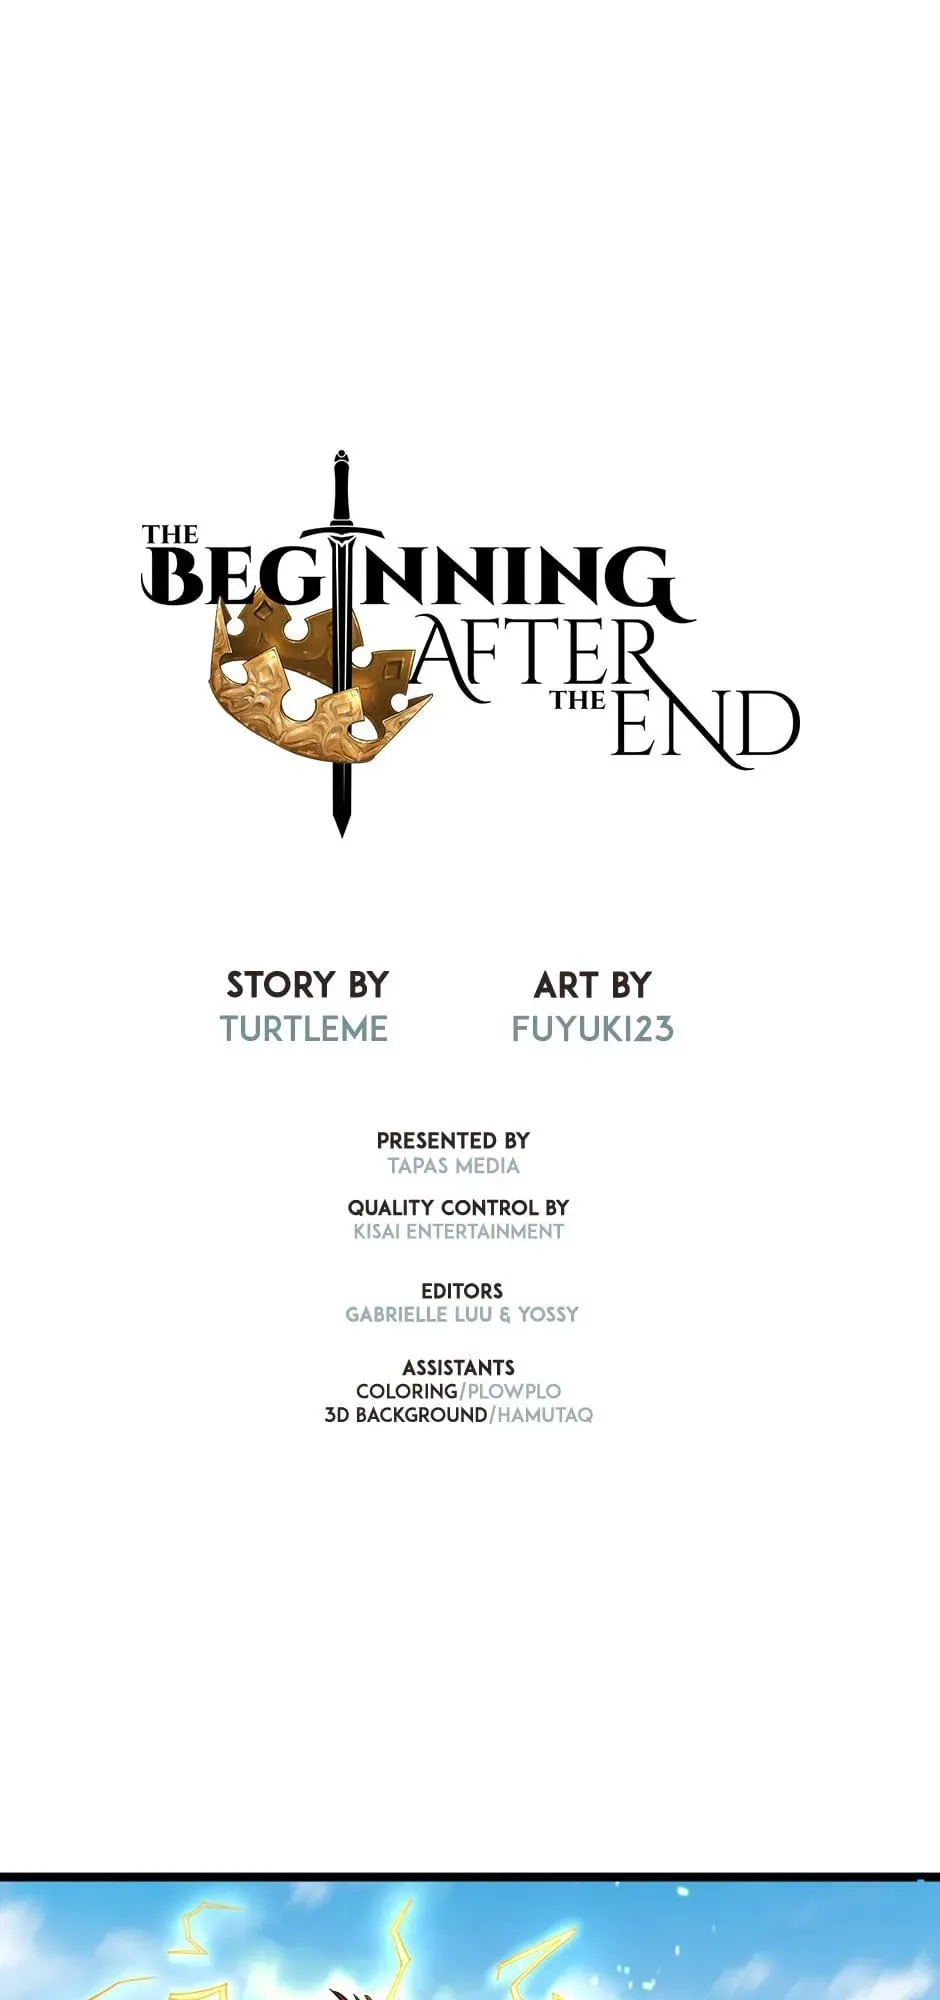 THE
BEGINNING
AFTER
THE END
STORY BY
TURTLEME
ART BY
FUYUKI23
PRESENTED BY
TAPAS MEDIA
QUALITY CONTROL BY
KISAI ENTERTAINMENT
EDITORS
GABRIELLE LUU & YOSSY
ASSISTANTS
COLORING/PLOWPLO
3D BACKGROUND/HAMUTAQ